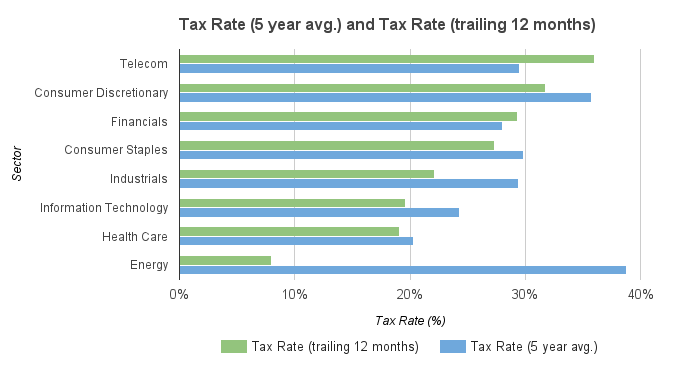 Tax Rate (5 year avg.) and Tax Rate (trailing 12 months)
Telecom
Consumer Discretionary
Financials
Consumer Staples
Industrials
Information Technology
Health Care
Energy
Sector
0% 10% 20% 30% 40%
Tax Rate (%)
Tax Rate (trailing 12 months) Tax Rate (5 year avg.)